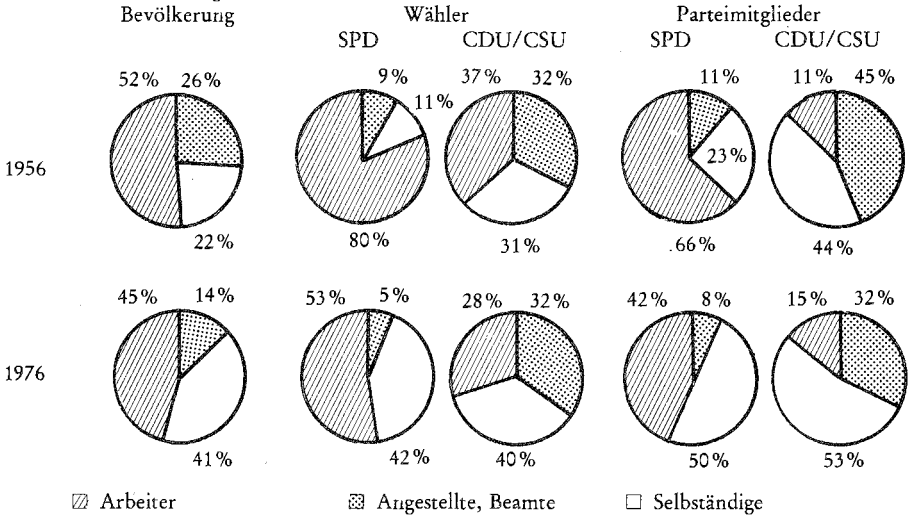 Bevölkerung Wähler Parteimitglieder
SPD CDU/CSU SPD CDU/CSU
52% 26% 9% 37% 32% 11% 11% 45%
11%
1956
23%
22% 80% 31% .66% 44%
45% 14% 53% 5% 28% 32% 42% 8% 15% 32%
1976
41% 42% 40% 50% 53%
Arbeiter Angestellte, Beamte Selbständige